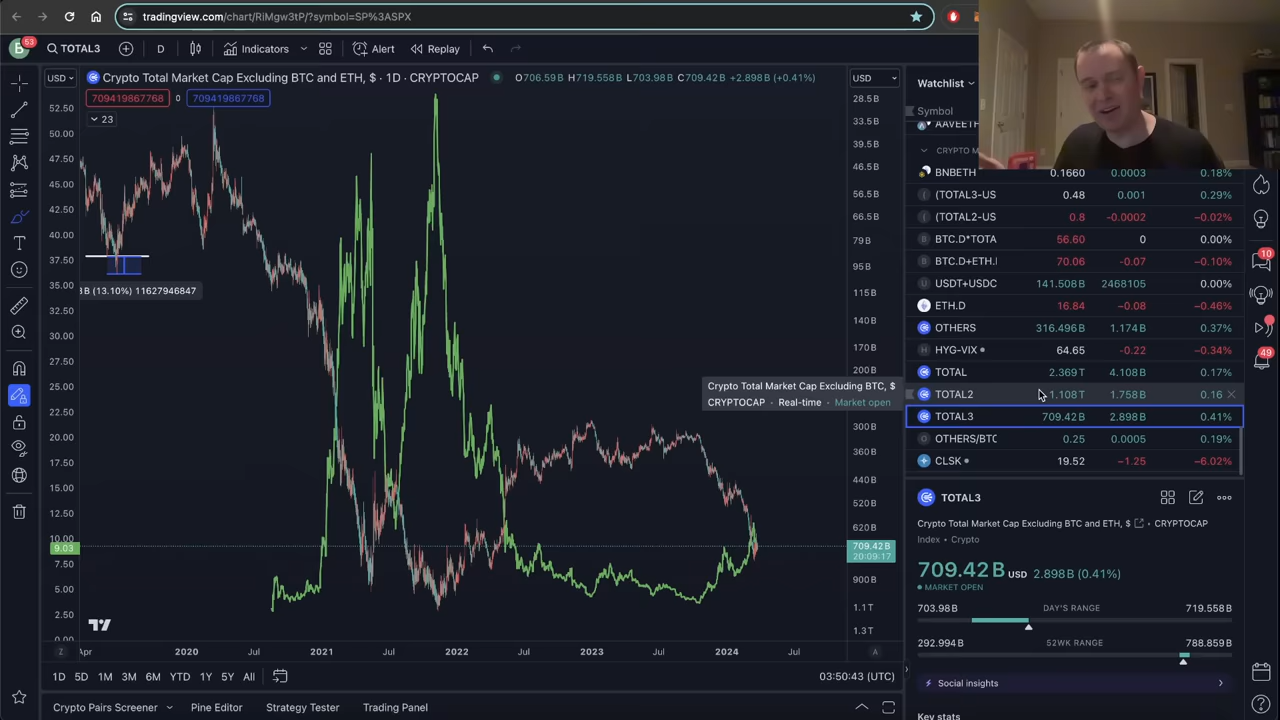 tradingview.com/chart/RiMgw3tP/?symbol=SP%3ASPX
B 53 TOTAL3 D Indicators Alert Replay
USD Crypto Total Market Cap Excluding BTC and ETH, $ · 1D · CRYPTOCAP O706.59B H719.558B L703.98B C709.42B +2.898B (+0.41%) USD
709419867768 0 709419867768
23
52.50
50.00
47.50
45.00
42.50
40.00
37.50
35.00
32.50
30.00
27.50
25.00
22.50
20.00
17.50
15.00
12.50
10.00
9.03
7.50
5.00
2.50
0.00
3B (13.10%) 11627946847
28.5B
33.5B
39.5B
46.5B
56.5B
66.5B
79B
95B
115B
140B
170B
200B
300B
360B
440B
520B
620B
709.42B
20:09:17
900B
1.1T
1.3T
Crypto Total Market Cap Excluding BTC, $
CRYPTOCAP · Real-time · Market open
Z Apr 2020 Jul 2021 Jul 2022 Jul 2023 Jul 2024 Jul A
1D 5D 1M 3M 6M YTD 1Y 5Y All 03:50:43 (UTC)
Crypto Pairs Screener Pine Editor Strategy Tester Trading Panel
Watchlist
Symbol
AAVEETH
CRYPTO M
BNBETH 0.1660 0.0003 0.18%
(TOTAL3-US 0.48 0.001 0.29%
(TOTAL2-US 0.8 −0.0002 −0.02%
BTC.D*TOTA 56.60 0 0.00%
BTC.D+ETH.I 70.06 −0.07 −0.10%
USDT+USDC 141.508B 2468105 0.00%
ETH.D 16.84 −0.08 −0.46%
OTHERS 316.496B 1.174B 0.37%
HYG-VIX 64.65 −0.22 −0.34%
TOTAL 2.369T 4.108B 0.17%
TOTAL2 1.108T 1.758B 0.16
TOTAL3 709.42B 2.898B 0.41%
OTHERS/BTC 0.25 0.0005 0.19%
CLSK 19.52 −1.25 −6.02%
TOTAL3
Crypto Total Market Cap Excluding BTC and ETH, $ · CRYPTOCAP
Index · Crypto
709.42B USD 2.898B (0.41%)
MARKET OPEN
703.98B DAY'S RANGE 719.558B
292.994B 52WK RANGE 788.859B
Social insights
Key stats
10
49